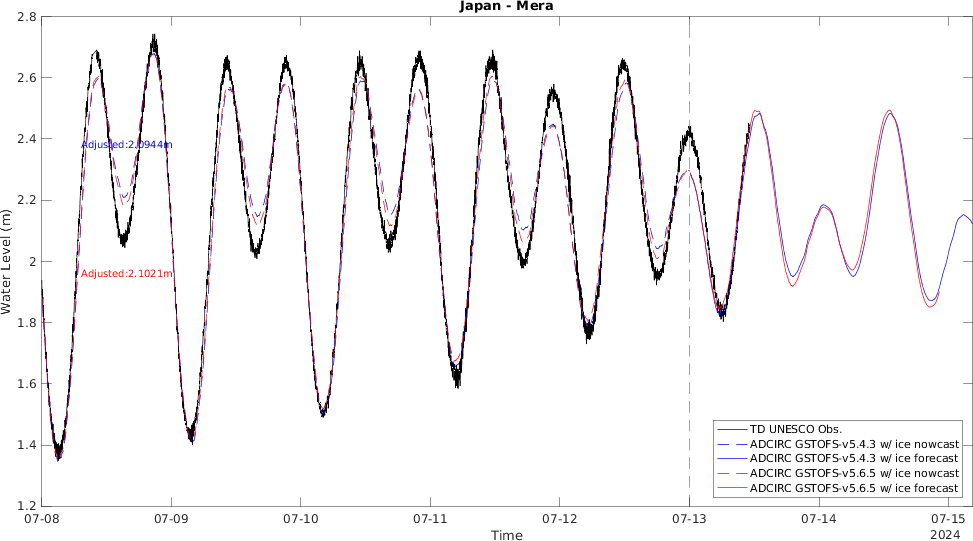 Japan - Mera
2.8
2.6
2.4
2.2
2
1.8
1.6
1.4
1.2
Water Level (m)
Adjusted:2.0944m
Adjusted:2.1021m
TD UNESCO Obs.
ADCIRC GSTOFS-v5.4.3 w/ ice nowcast
ADCIRC GSTOFS-v5.4.3 w/ ice forecast
ADCIRC GSTOFS-v5.6.5 w/ ice nowcast
ADCIRC GSTOFS-v5.6.5 w/ ice forecast
07-08 07-09 07-10 07-11 07-12 07-13 07-14 07-15
Time
2024